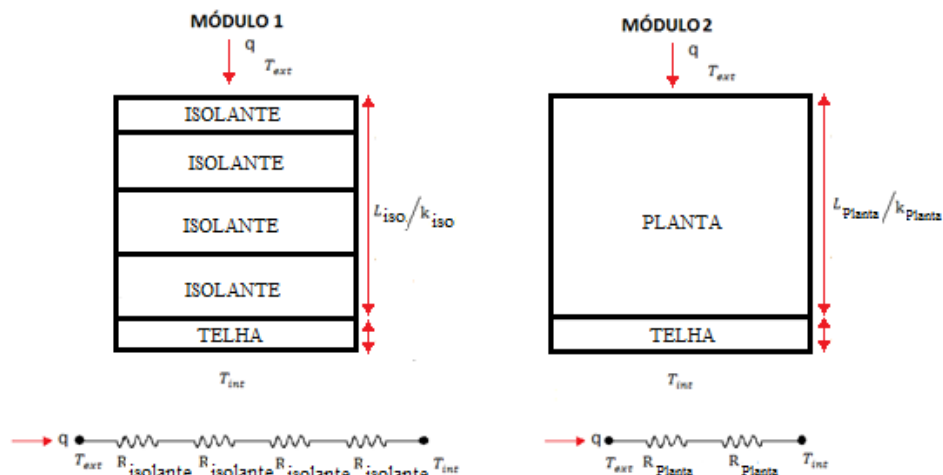 MÓDULO 1
q
T_ext
ISOLANTE
ISOLANTE
ISOLANTE
ISOLANTE
TELHA
L_iso/k_iso
T_int
q
T_ext R_isolante R_isolante R_isolante R_isolante T_int
MÓDULO 2
q
T_ext
PLANTA
TELHA
L_Planta/k_Planta
T_int
q
T_ext R_Planta R_Planta T_int